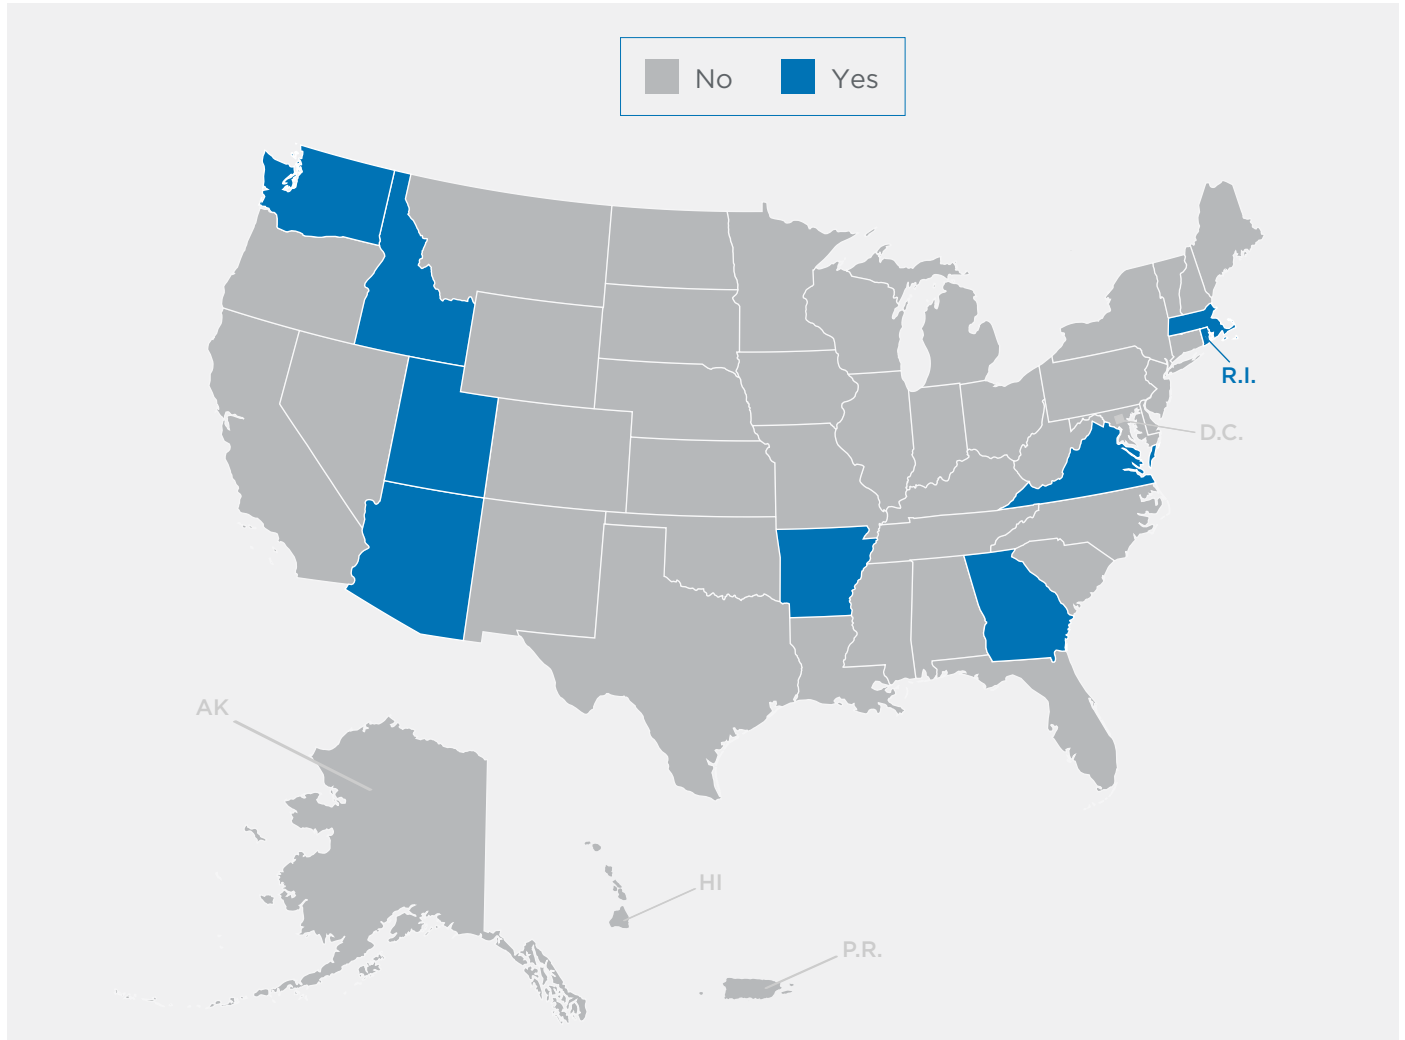 No Yes
R.I.
D.C.
AK
HI
P.R.